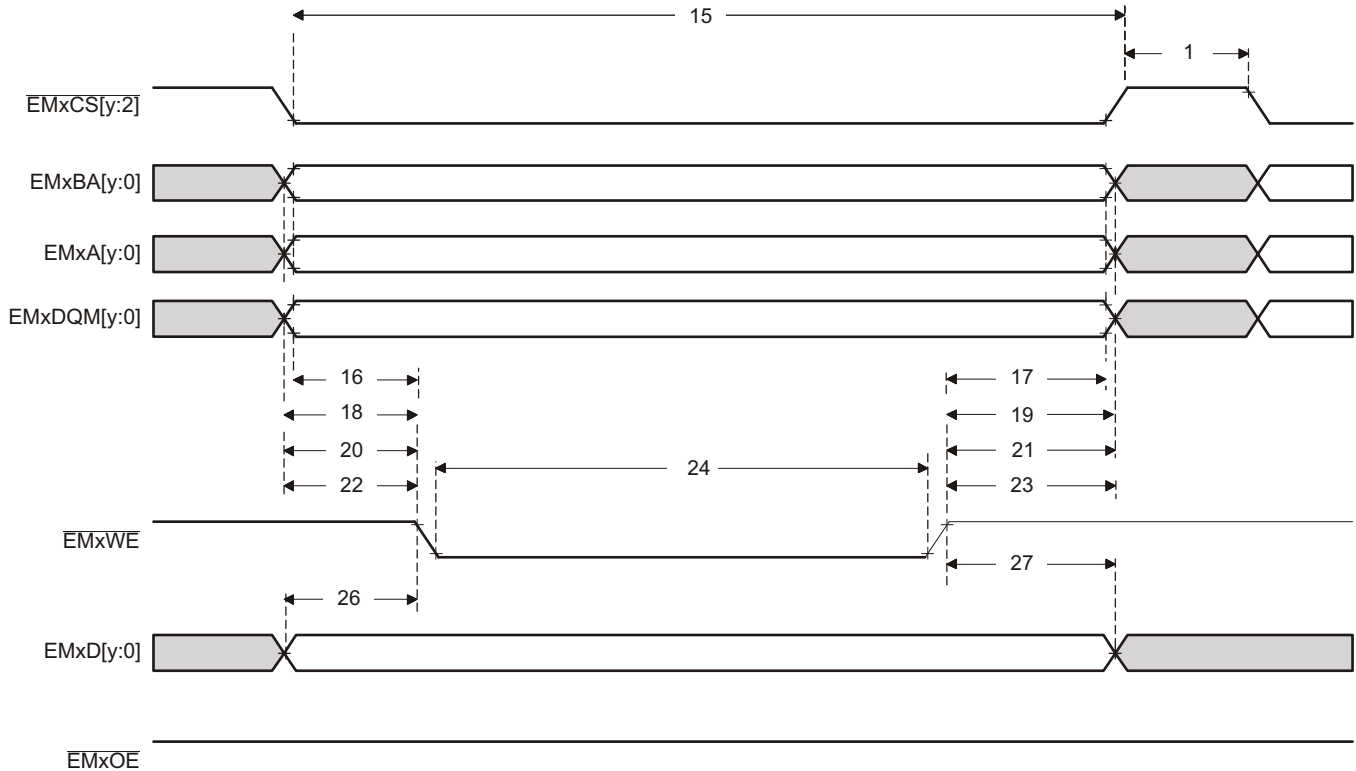 15
1
EMxCS[y:2]
EMxBA[y:0]
EMxA[y:0]
EMxDQM[y:0]
16
17
18
19
20
21
24
22
23
EMxWE
27
26
EMxD[y:0]
EMxOE